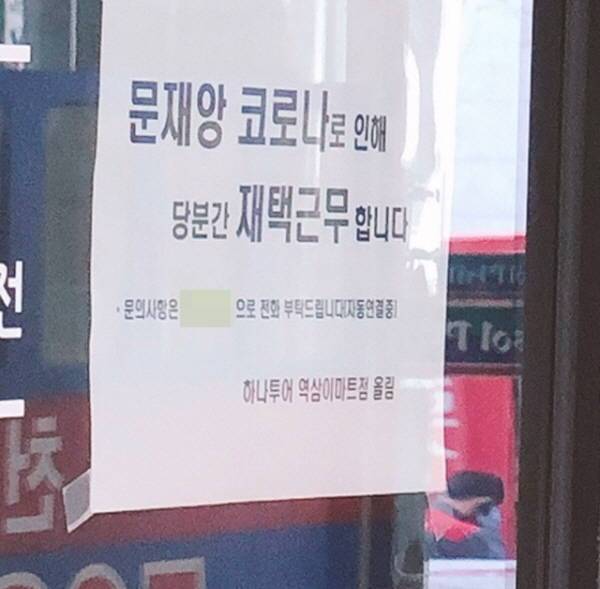 문재앙 코로나로 인해
당분간 재택근무 합니다
· 문의사항은 으로 전화 부탁드립니다(자동연결중)
하나투어 역삼이마트점 올림
전
천